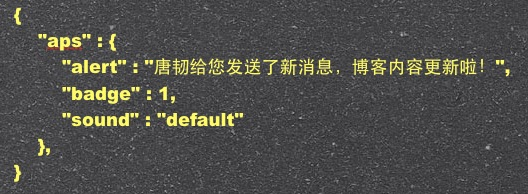 {
"aps" : {
"alert" : "唐韧给您发送了新消息，博客内容更新啦！",
"badge" : 1,
"sound" : "default"
},
}